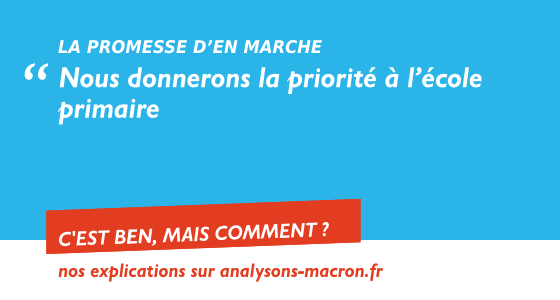 LA PROMESSE D’EN MARCHE
“ Nous donnerons la priorité à l’école
primaire
C'EST BEN, MAIS COMMENT ?
nos explications sur analysons-macron.fr